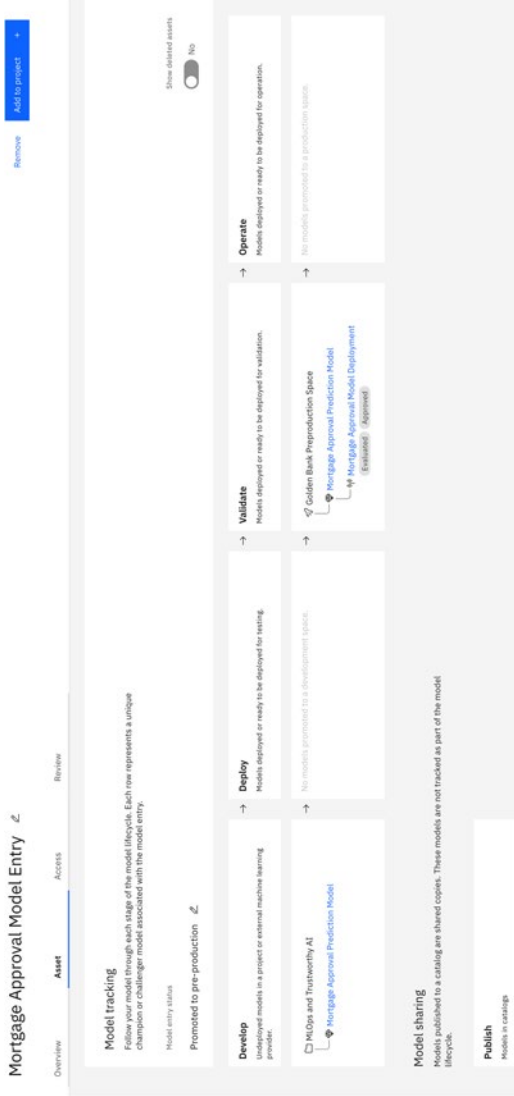 Mortgage Approval Model Entry
Remove
Add to project +
Overview
Asset
Access
Review
Model tracking
Follow your model through each stage of the model lifecycle. Each row represents a unique
champion or challenger model associated with the model entry.
Model entry status
Promoted to pre-production
Show deleted assets
No
Develop
Undeployed models in a project or external machine learning
provider.
→ Deploy
Models deployed or ready to be deployed for testing.
→ Validate
Models deployed or ready to be deployed for validation.
→ Operate
Models deployed or ready to be deployed for operation.
MLOps and Trustworthy AI
Mortgage Approval Prediction Model
→ No models promoted to a development space.
→ Golden Bank Preproduction Space
Mortgage Approval Prediction Model
Mortgage Approval Model Deployment
Evaluated Approved
→ No models promoted to a production space.
Model sharing
Models published to a catalog are shared copies. These models are not tracked as part of the model
lifecycle.
Publish
Models in catalogs